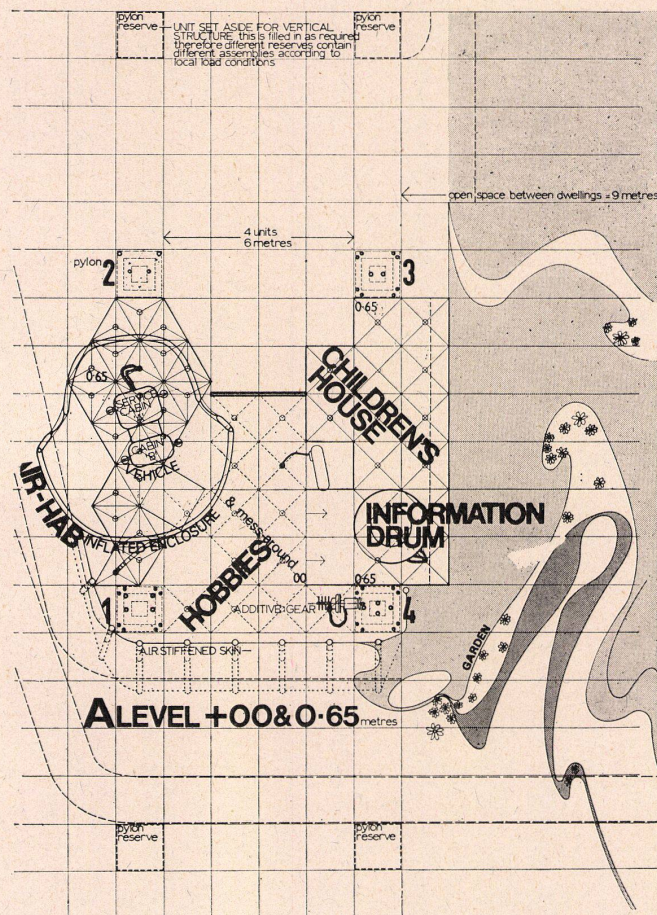 pylon
reserve
UNIT SET ASIDE FOR VERTICAL
STRUCTURE this is filled in as required
therefore different reserves contain
different assemblies according to
local load conditions
pylon
reserve
open space between dwellings = 9 metres
4 units
6 metres
pylon
2
3
0·65
0·65
CHILDREN'S
HOUSE
SERVICE
CABIN
'A'
CABIN
'B'
VEHICLE
AIR-HAB
INFLATED ENCLOSURE
& mess around
HOBBIES
INFORMATION
DRUM
00
0·65
1
ADDITIVE GEAR
4
GARDEN
AIR STIFFENED SKIN
A LEVEL +00 & 0·65 metres
pylon
reserve
pylon
reserve